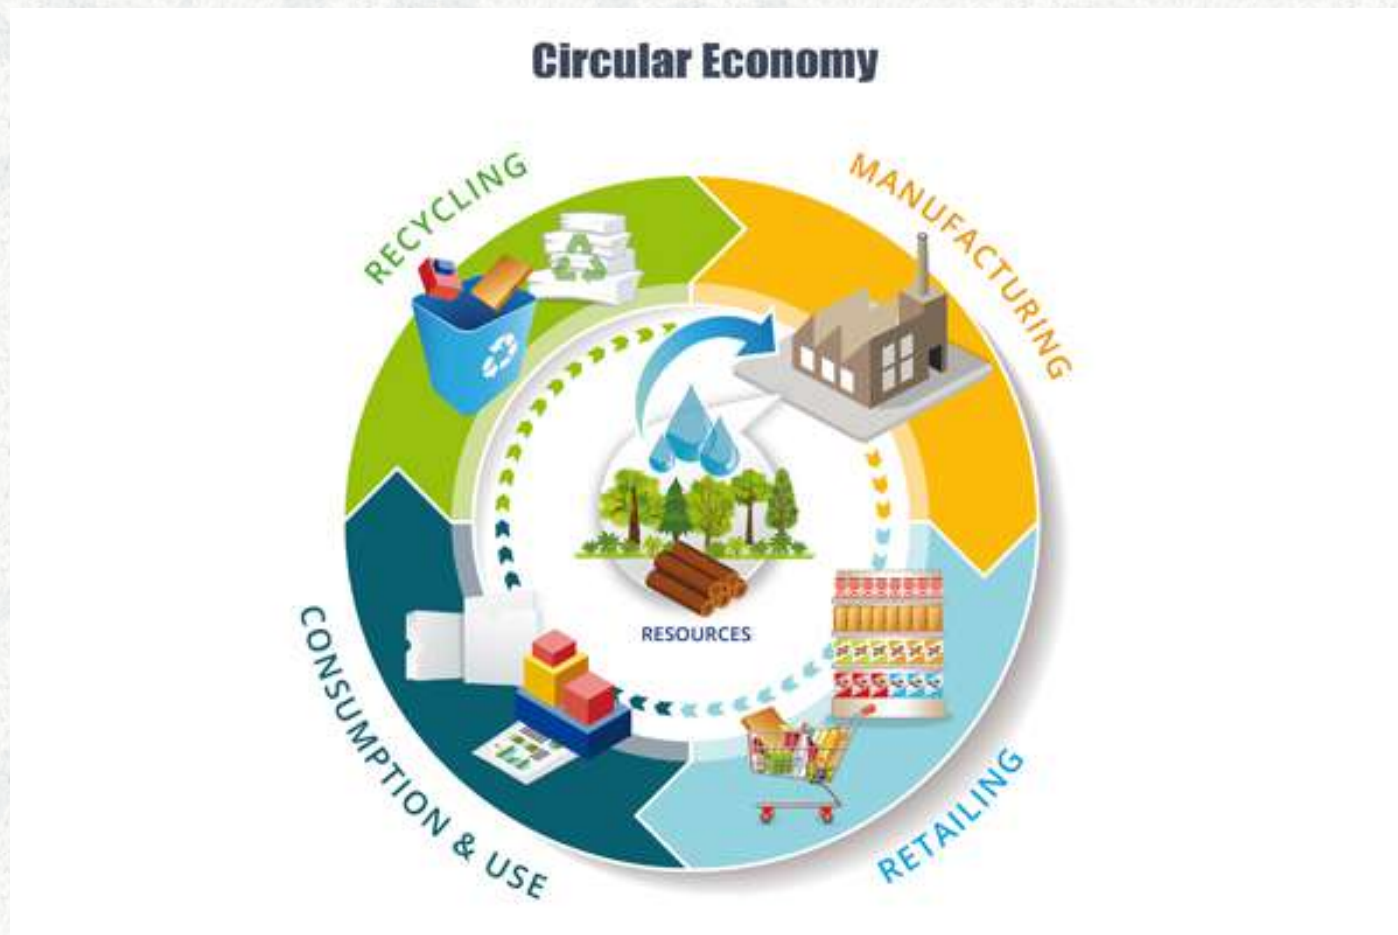 Circular Economy
RECYCLING
MANUFACTURING
RESOURCES
CONSUMPTION & USE
RETAILING